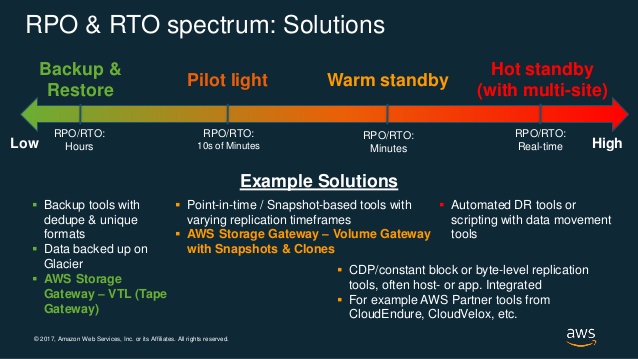 RPO & RTO spectrum: Solutions
Backup &
Restore
Pilot light
Warm standby
Hot standby
(with multi-site)
Low
RPO/RTO:
Hours
RPO/RTO:
10s of Minutes
RPO/RTO:
Minutes
RPO/RTO:
Real-time
High
Example Solutions
▪ Backup tools with
dedupe & unique
formats
▪ Data backed up on
Glacier
▪ AWS Storage
Gateway – VTL (Tape
Gateway)
▪ Point-in-time / Snapshot-based tools with
varying replication timeframes
▪ AWS Storage Gateway – Volume Gateway
with Snapshots & Clones
▪ Automated DR tools or
scripting with data movement
tools
▪ CDP/constant block or byte-level replication
tools, often host- or app. Integrated
▪ For example AWS Partner tools from
CloudEndure, CloudVelox, etc.
© 2017, Amazon Web Services, Inc. or its Affiliates. All rights reserved.
aws